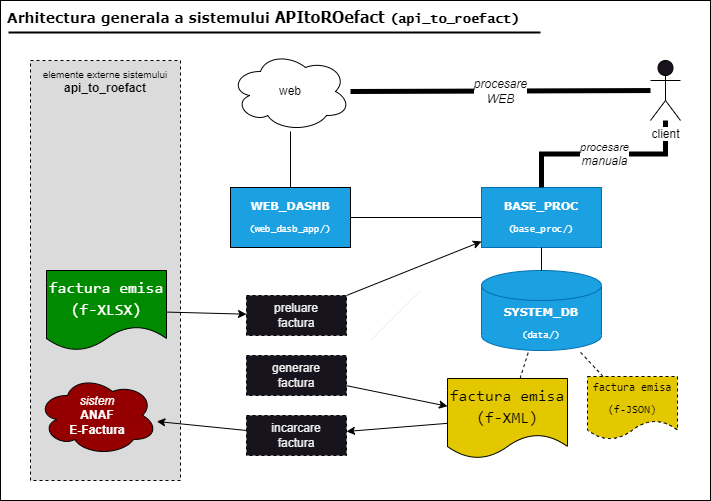 Arhitectura generala a sistemului APItoROefact (api_to_roefact)
elemente externe sistemului
api_to_roefact
web
procesare
WEB
client
procesare
manuala
WEB_DASHB
(web_dasb_app/)
BASE_PROC
(base_proc/)
factura emisa
(f-XLSX)
preluare
factura
SYSTEM_DB
(data/)
generare
factura
factura emisa
(f-XML)
factura emisa
(f-JSON)
sistem
ANAF
E-Factura
incarcare
factura